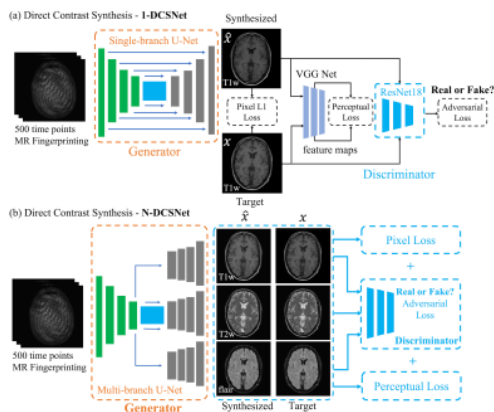 (a) Direct Contrast Synthesis - 1-DCSNet
Synthesized
Single-branch U-Net
x̂
T1w
VGG Net
ResNet18
Real or Fake?
Pixel L1
Loss
Perceptual
Loss
Adversarial
Loss
500 time points
MR Fingerprinting
Generator
x
feature maps
T1w
Discriminator
Target
(b) Direct Contrast Synthesis - N-DCSNet
x̂
x
T1w
Pixel Loss
+
Real or Fake?
Adversarial
Loss
T2w
Discriminator
500 time points
MR Fingerprinting
+
Multi-branch U-Net
flair
Perceptual Loss
Generator
Synthesized
Target